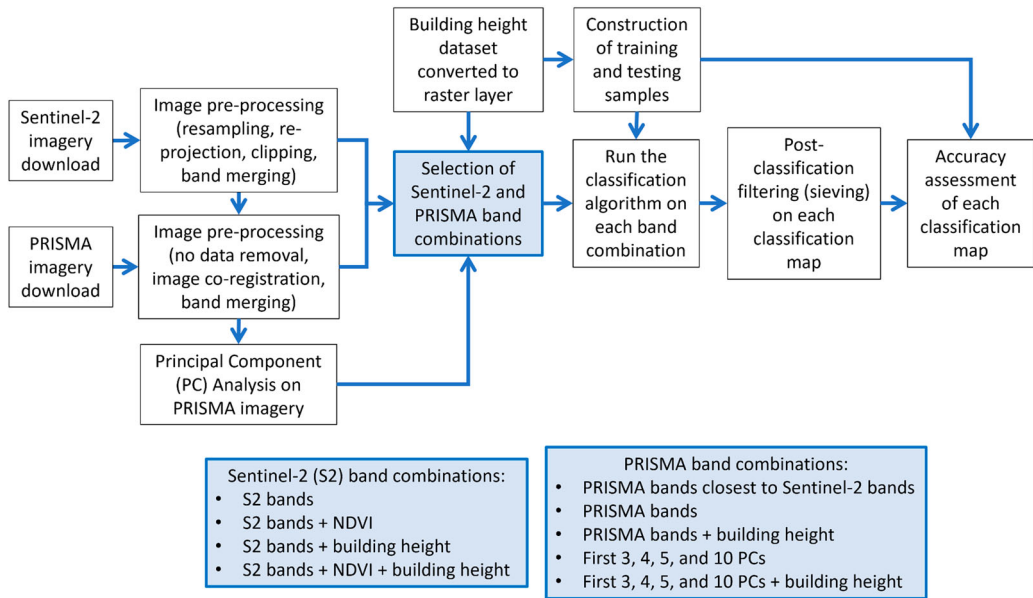 Sentinel-2
imagery
download
Image pre-processing
(resampling, re-
projection, clipping,
band merging)
Building height
dataset
converted to
raster layer
Construction
of training
and testing
samples
PRISMA
imagery
download
Image pre-processing
(no data removal,
image co-registration,
band merging)
Selection of
Sentinel-2 and
PRISMA band
combinations
Run the
classification
algorithm on
each band
combination
Post-
classification
filtering (sieving)
on each
classification
map
Accuracy
assessment
of each
classification
map
Principal Component
(PC) Analysis on
PRISMA imagery
Sentinel-2 (S2) band combinations:
• S2 bands
• S2 bands + NDVI
• S2 bands + building height
• S2 bands + NDVI + building height
PRISMA band combinations:
• PRISMA bands closest to Sentinel-2 bands
• PRISMA bands
• PRISMA bands + building height
• First 3, 4, 5, and 10 PCs
• First 3, 4, 5, and 10 PCs + building height